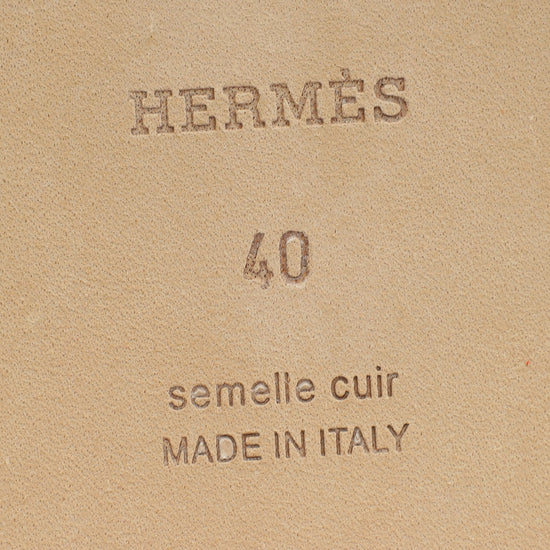 HERMÈS
40
semelle cuir
MADE IN ITALY